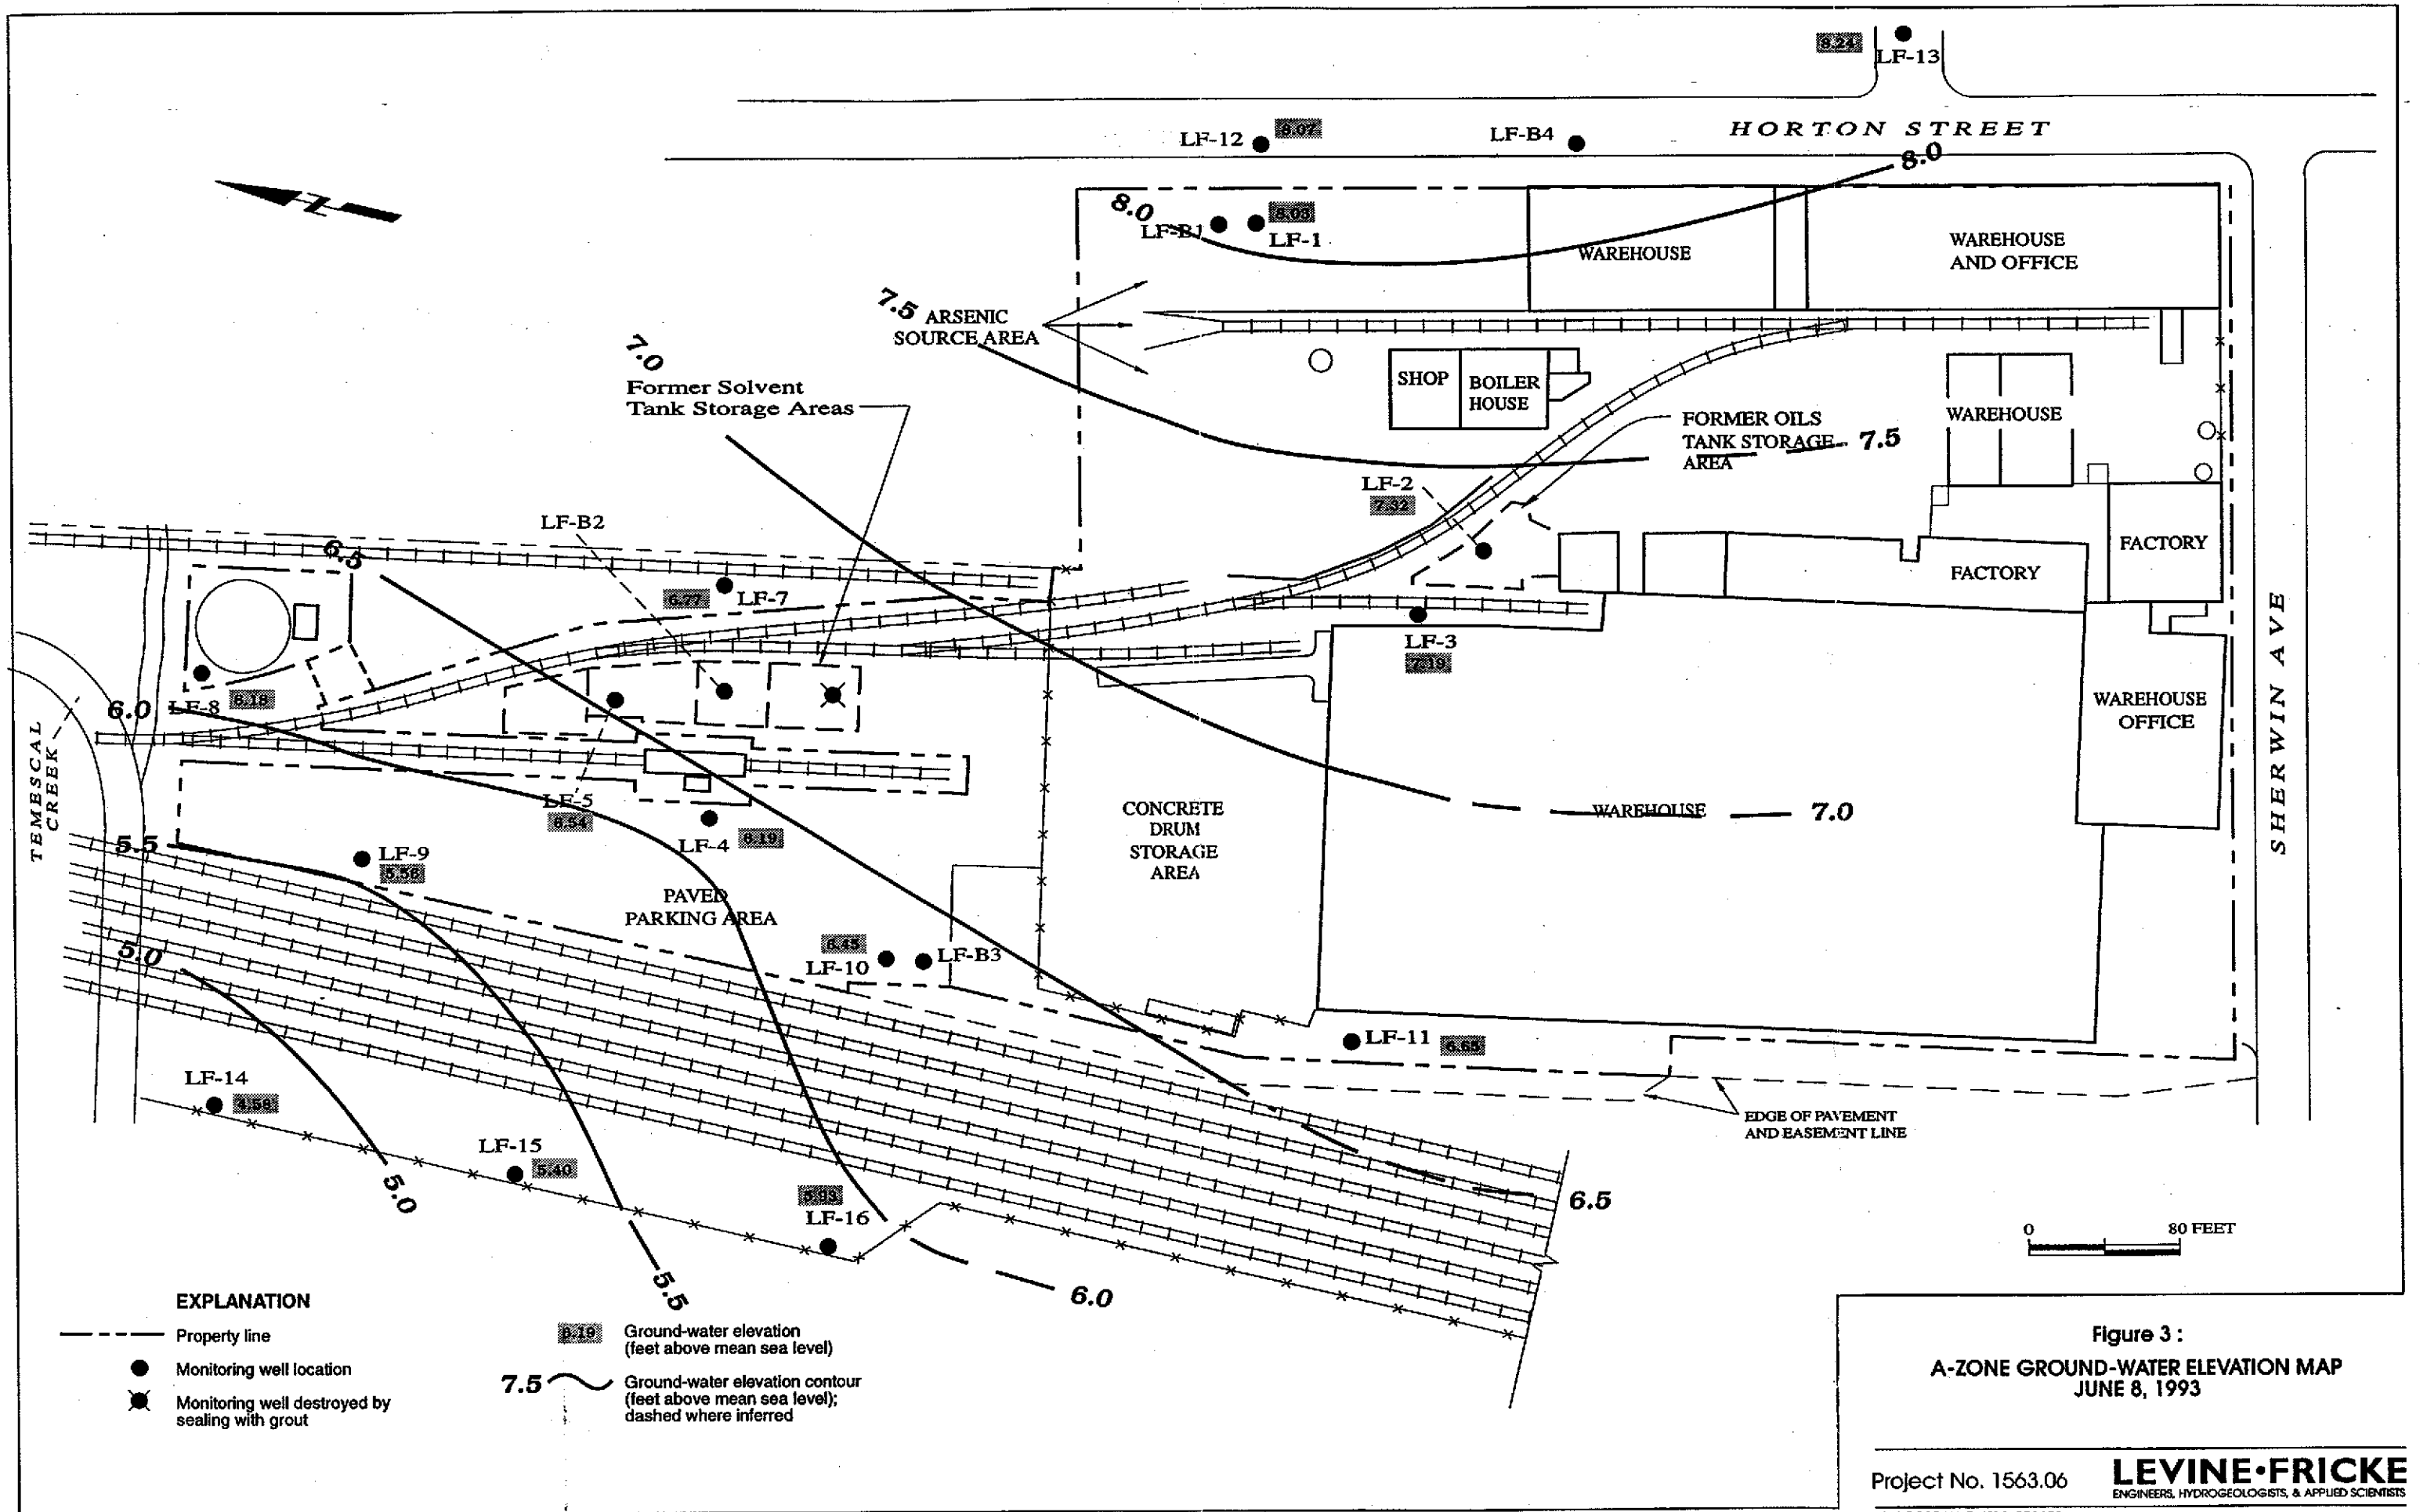 8.24
LF-13
HORTON STREET
LF-12
8.07
LF-B4
8.0
8.0
8.03
LF-B1
LF-1
WAREHOUSE
WAREHOUSE
AND OFFICE
N
7.5
ARSENIC
SOURCE AREA
7.0
Former Solvent
Tank Storage Areas
SHOP
BOILER
HOUSE
WAREHOUSE
FORMER OILS
TANK STORAGE
AREA
7.5
LF-2
7.32
LF-B2
6.5
FACTORY
FACTORY
LF-7
6.77
LF-3
7.19
SHERWIN AVE
WAREHOUSE
OFFICE
6.0
LF-8
6.18
TEMESCAL
CREEK
LF-5
6.54
LF-4
6.19
CONCRETE
DRUM
STORAGE
AREA
WAREHOUSE
7.0
5.5
LF-9
5.56
PAVED
PARKING AREA
5.0
6.45
LF-10
LF-B3
LF-11
6.65
LF-14
4.58
EDGE OF PAVEMENT
AND EASEMENT LINE
LF-15
5.40
5.0
5.93
LF-16
6.5
0
80 FEET
5.5
6.0
EXPLANATION
Property line
Monitoring well location
Monitoring well destroyed by
sealing with grout
6.19
Ground-water elevation
(feet above mean sea level)
7.5
Ground-water elevation contour
(feet above mean sea level);
dashed where inferred
Figure 3 :
A-ZONE GROUND-WATER ELEVATION MAP
JUNE 8, 1993
Project No. 1563.06
LEVINE•FRICKE
ENGINEERS, HYDROGEOLOGISTS, & APPLIED SCIENTISTS